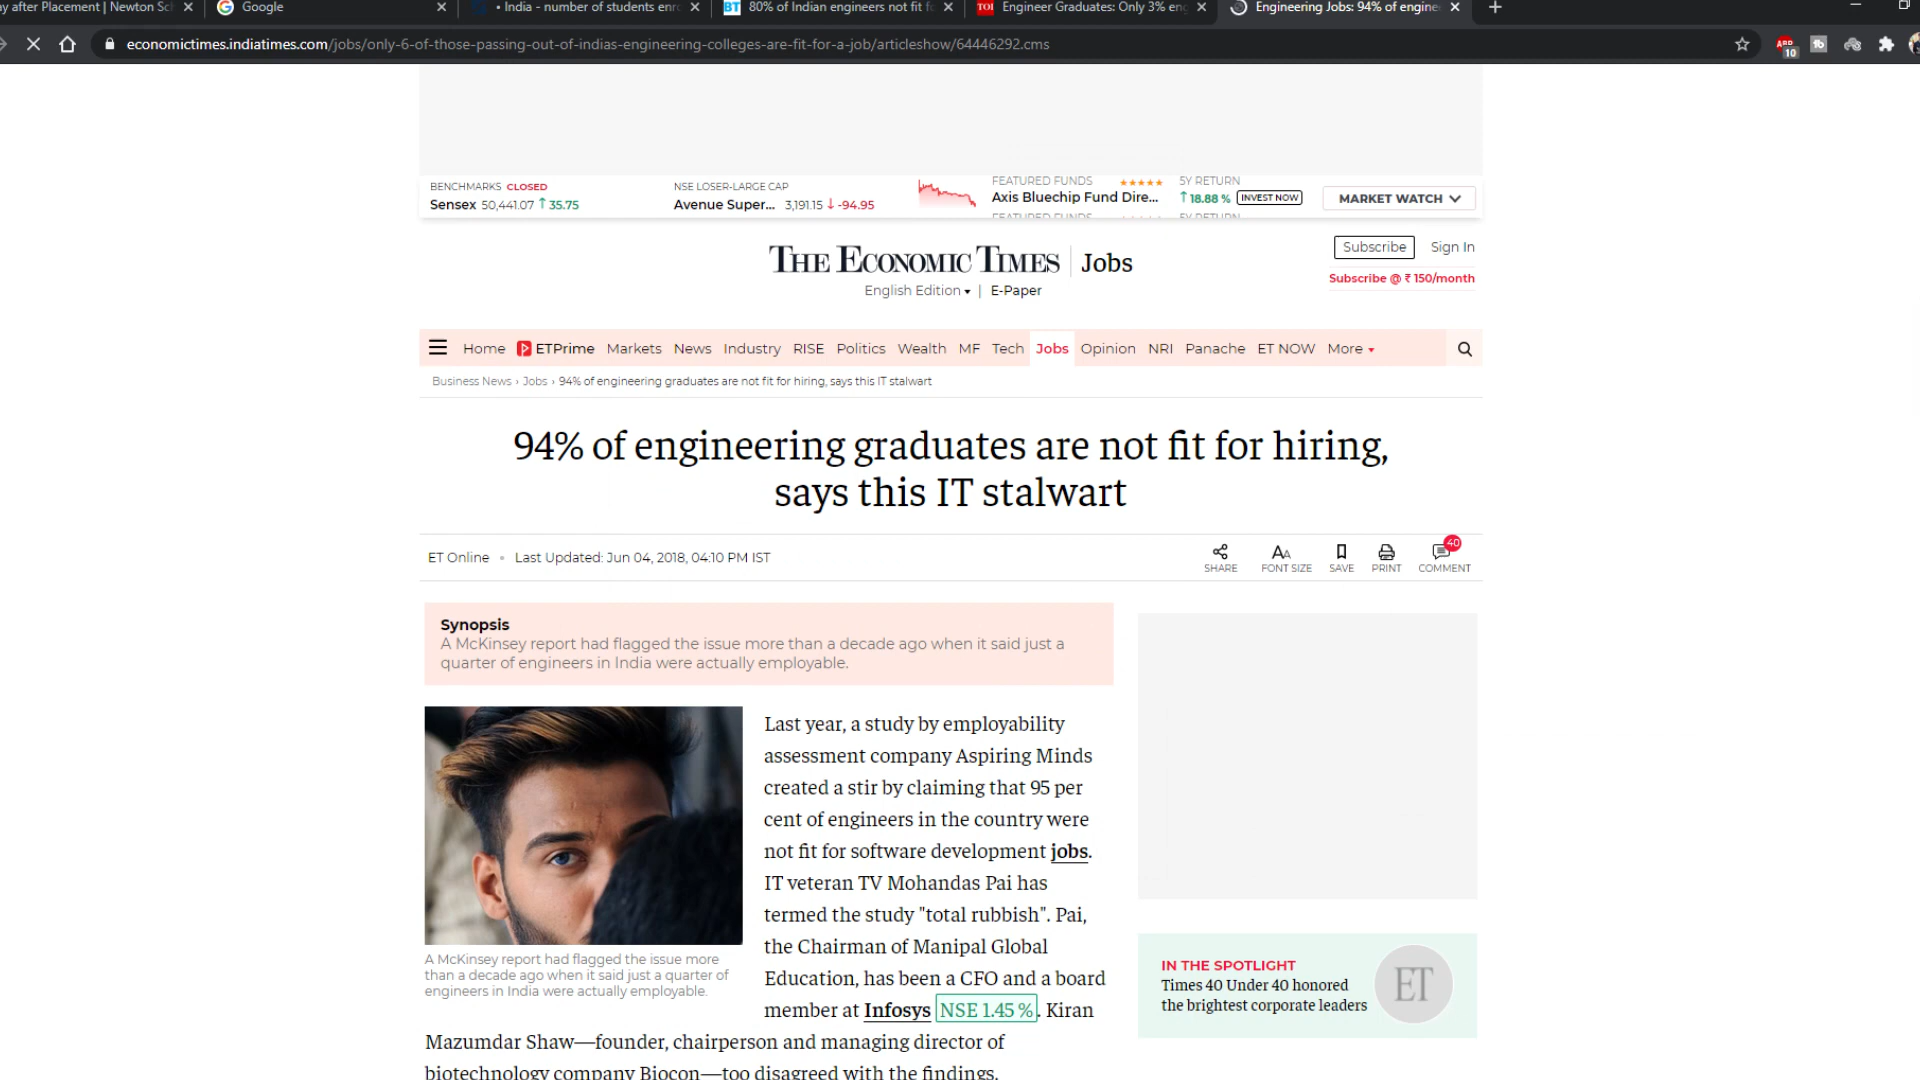 ay after Placement | Newton Sc
Google
• India - number of students enr
BT 80% of Indian engineers not fit f
TOI Engineer Graduates: Only 3% eng
Engineering Jobs: 94% of engine
economictimes.indiatimes.com/jobs/only-6-of-those-passing-out-of-indias-engineering-colleges-are-fit-for-a-job/articleshow/64446292.cms
ABP 10
BENCHMARKS CLOSED
Sensex 50,441.07 ↑ 35.75
NSE LOSER-LARGE CAP
Avenue Super... 3,191.15 ↓ -94.95
FEATURED FUNDS ★★★★★
Axis Bluechip Fund Dire...
5Y RETURN
↑ 18.88 % INVEST NOW
FEATURED FUNDS
5Y RETURN
MARKET WATCH
THE ECONOMIC TIMES | Jobs
English Edition | E-Paper
Subscribe Sign In
Subscribe @ ₹ 150/month
Home ETPrime Markets News Industry RISE Politics Wealth MF Tech Jobs Opinion NRI Panache ET NOW More
Business News › Jobs › 94% of engineering graduates are not fit for hiring, says this IT stalwart
94% of engineering graduates are not fit for hiring,
says this IT stalwart
ET Online • Last Updated: Jun 04, 2018, 04:10 PM IST
SHARE FONT SIZE SAVE PRINT COMMENT
40
Synopsis
A McKinsey report had flagged the issue more than a decade ago when it said just a
quarter of engineers in India were actually employable.
A McKinsey report had flagged the issue more
than a decade ago when it said just a quarter of
engineers in India were actually employable.
Last year, a study by employability
assessment company Aspiring Minds
created a stir by claiming that 95 per
cent of engineers in the country were
not fit for software development jobs.
IT veteran TV Mohandas Pai has
termed the study "total rubbish". Pai,
the Chairman of Manipal Global
Education, has been a CFO and a board
member at Infosys NSE 1.45 % . Kiran
Mazumdar Shaw—founder, chairperson and managing director of
biotechnology company Biocon—too disagreed with the findings.
IN THE SPOTLIGHT
Times 40 Under 40 honored
the brightest corporate leaders
ET